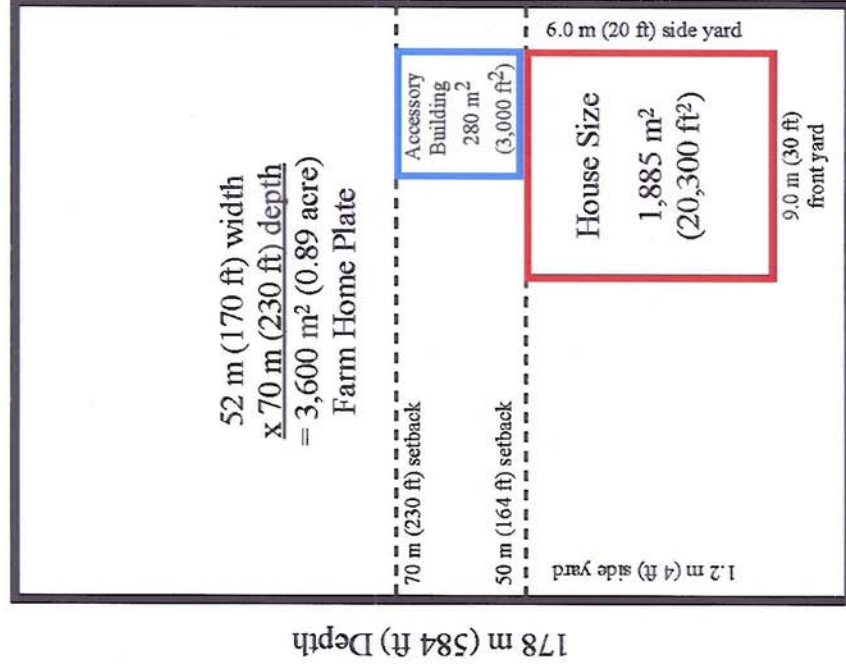 52 m (170 ft) width
x 70 m (230 ft) depth
= 3,600 m² (0.89 acre)
Farm Home Plate
70 m (230 ft) setback
50 m (164 ft) setback
Accessory
Building
280 m²
(3,000 ft²)
6.0 m (20 ft) side yard
House Size
1,885 m²
(20,300 ft²)
9.0 m (30 ft)
front yard
1.2 m (4 ft) side yard
178 m (584 ft) Depth